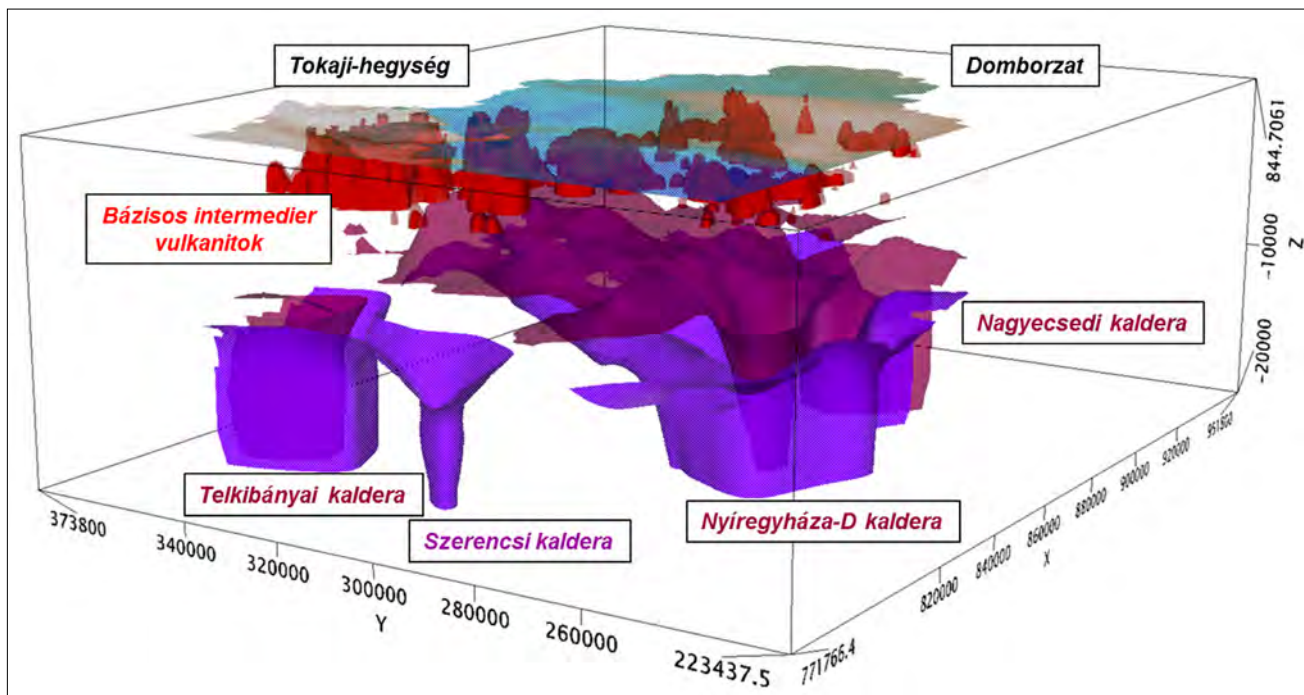 Tokaji-hegység
Domborzat
Bázisos intermedier
vulkanitok
Nagyecsedi kaldera
Telkibányai kaldera
Szerencsi kaldera
Nyíregyháza-D kaldera
844.7061
-10000
Z
-20000
373800
340000
320000
300000
280000
260000
223437.5
Y
771766.4
820000
840000
860000
880000
900000
920000
951800
X